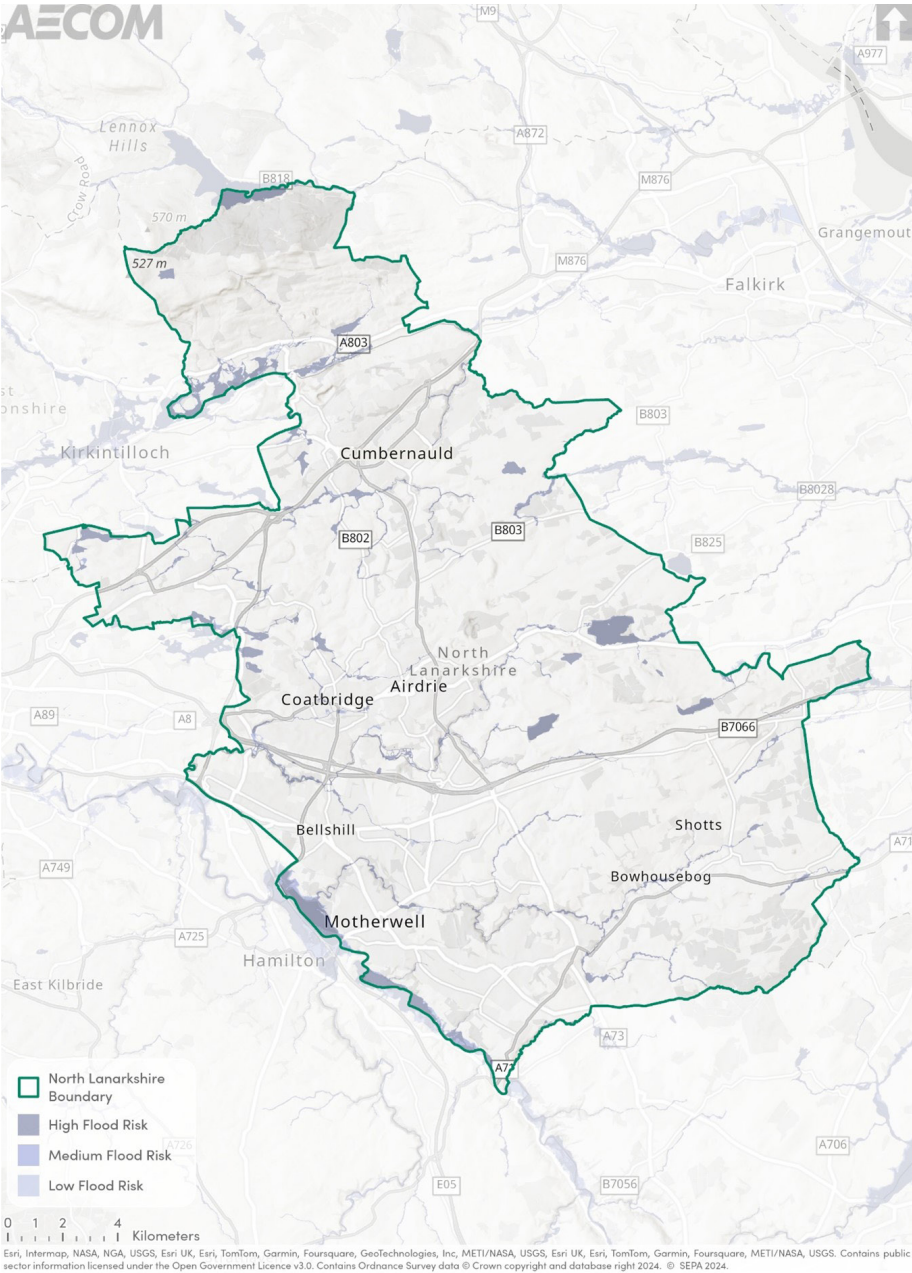 AECOM
M9
A977
Lennox
Hills
A872
Crow Road
B818
M876
570 m
Grangemout
527 m
M876
Falkirk
A803
st
onshire
B803
Kirkintilloch
Cumbernauld
B8028
B802
B803
B825
North
Lanarkshire
Airdrie
Coatbridge
A89
A8
B7066
Bellshill
Shotts
A71
A749
Bowhousebog
Motherwell
A725
Hamilton
East Kilbride
A73
A71
North Lanarkshire
Boundary
High Flood Risk
Medium Flood Risk
Low Flood Risk
A726
A706
E05
B7056
0 1 2 4
Kilometers
Esri, Intermap, NASA, NGA, USGS, Esri UK, Esri, TomTom, Garmin, Foursquare, GeoTechnologies, Inc, METI/NASA, USGS, Esri UK, Esri, TomTom, Garmin, Foursquare, METI/NASA, USGS. Contains public
sector information licensed under the Open Government Licence v3.0. Contains Ordnance Survey data © Crown copyright and database right 2024. © SEPA 2024.